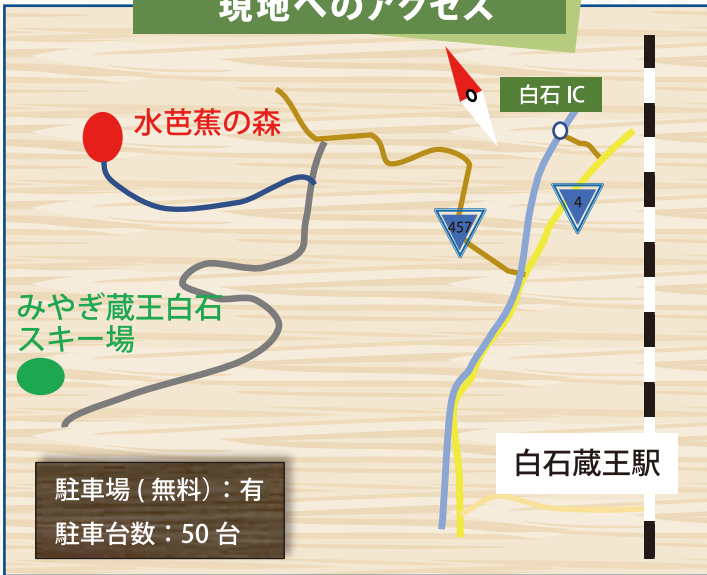 現地へのアクセス
白石 IC
水芭蕉の森
4
457
みやぎ蔵王白石
スキー場
白石蔵王駅
駐車場 ( 無料)：有
駐車台数：50 台